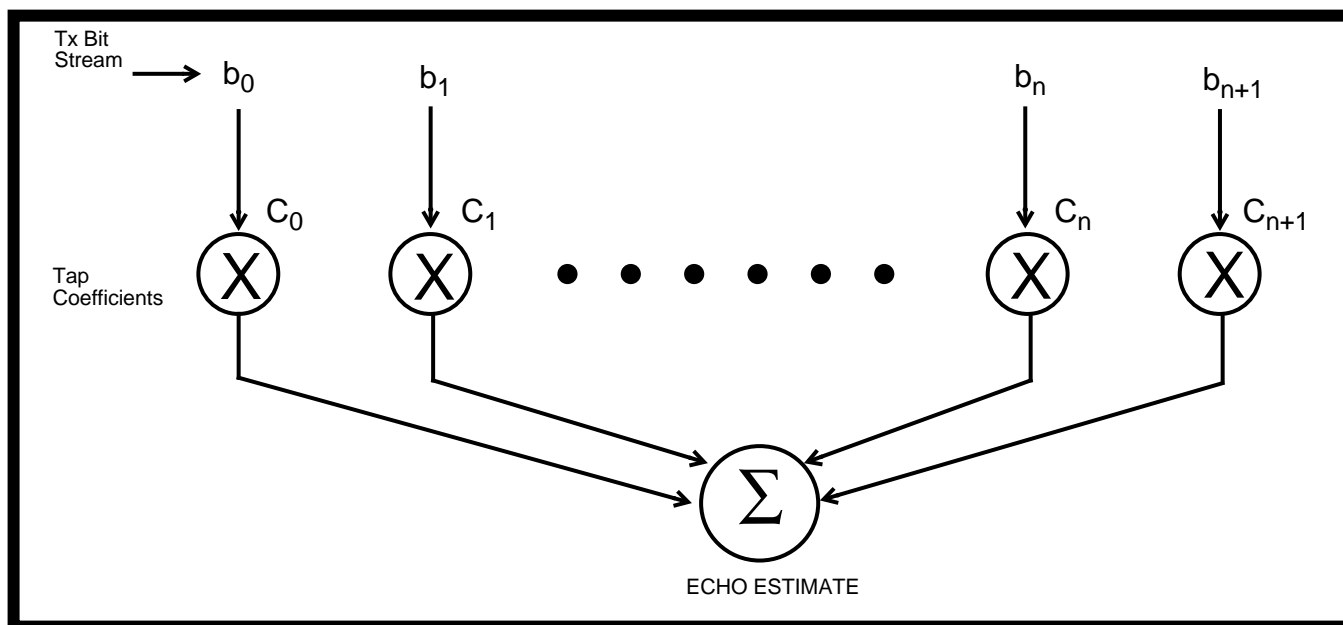 Tx Bit
Stream
b₀ b₁ bₙ bₙ₊₁
C₀ C₁ Cₙ Cₙ₊₁
X X X X
Tap
Coefficients
Σ
ECHO ESTIMATE